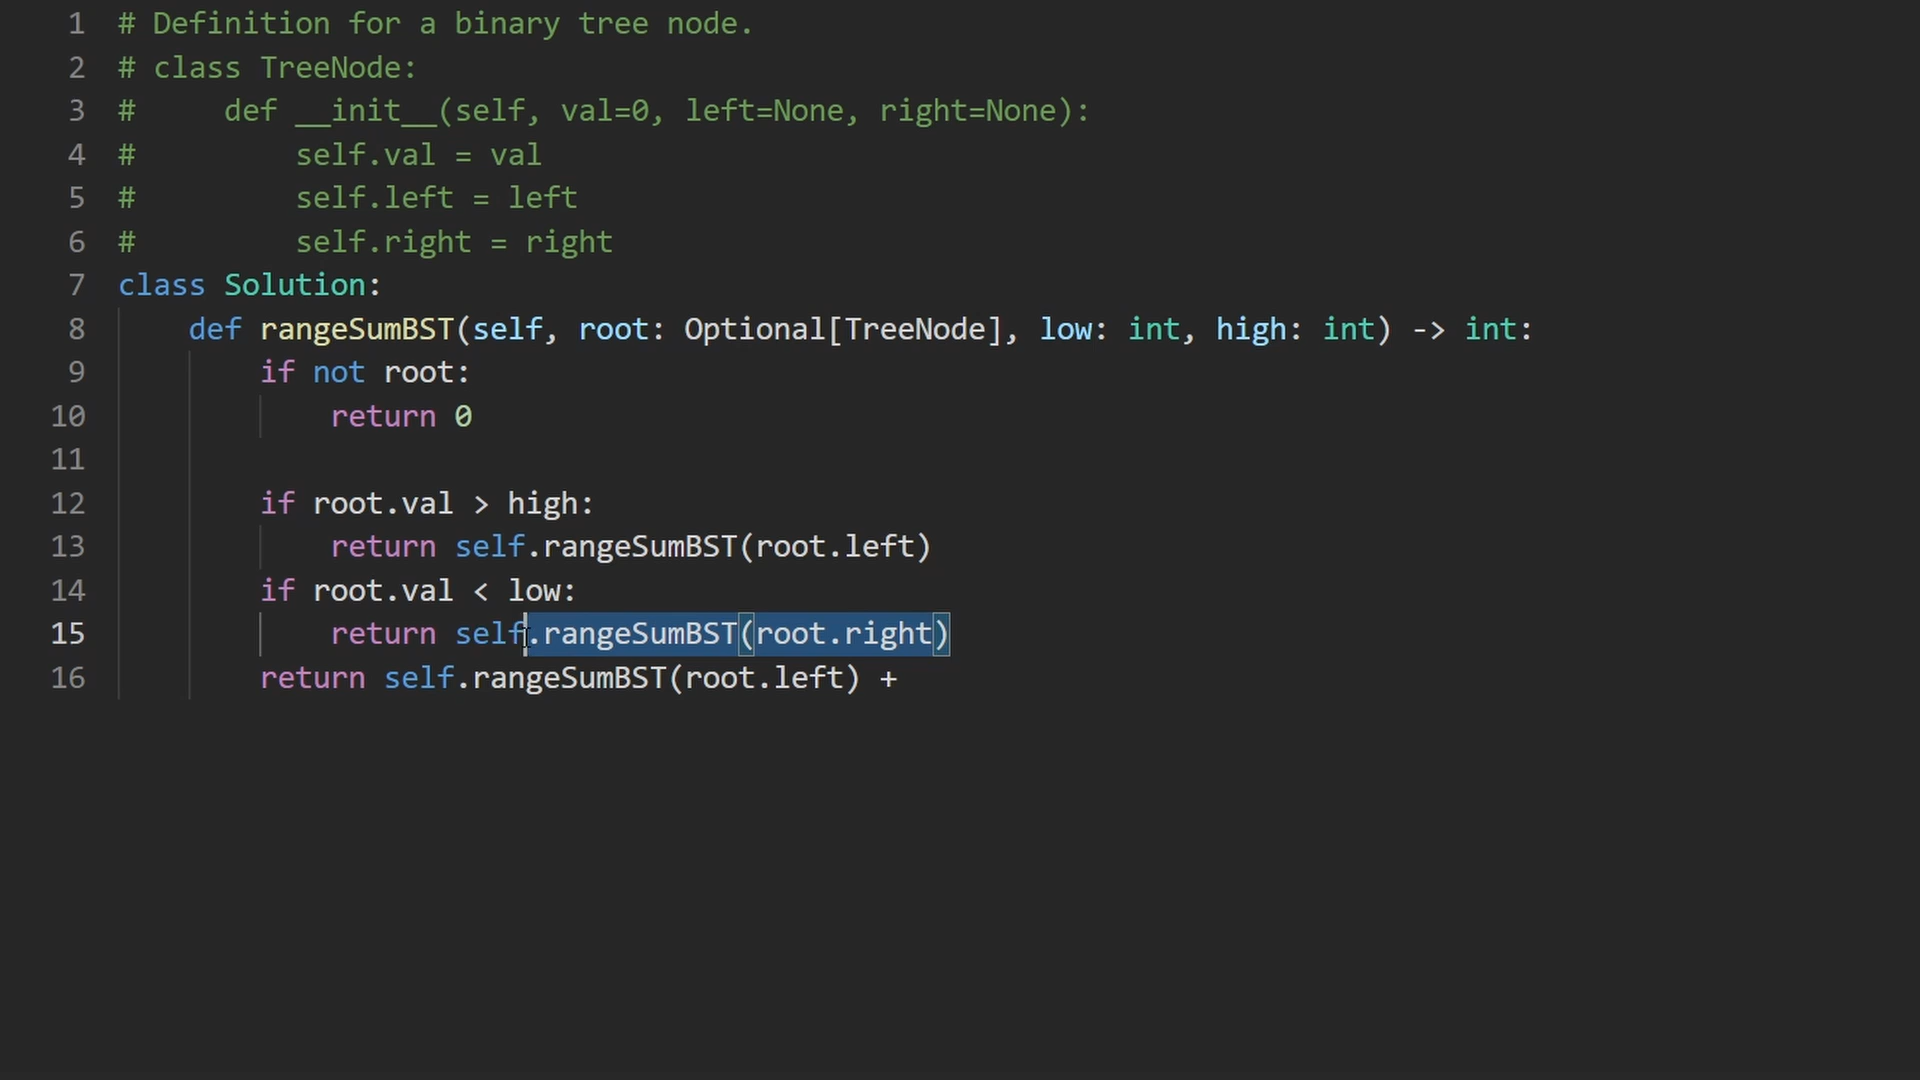 1 # Definition for a binary tree node.
2 # class TreeNode:
3 #     def __init__(self, val=0, left=None, right=None):
4 #         self.val = val
5 #         self.left = left
6 #         self.right = right
7 class Solution:
8     def rangeSumBST(self, root: Optional[TreeNode], low: int, high: int) -> int:
9         if not root:
10             return 0
11
12         if root.val > high:
13             return self.rangeSumBST(root.left)
14         if root.val < low:
15             return self.rangeSumBST(root.right)
16         return self.rangeSumBST(root.left) +